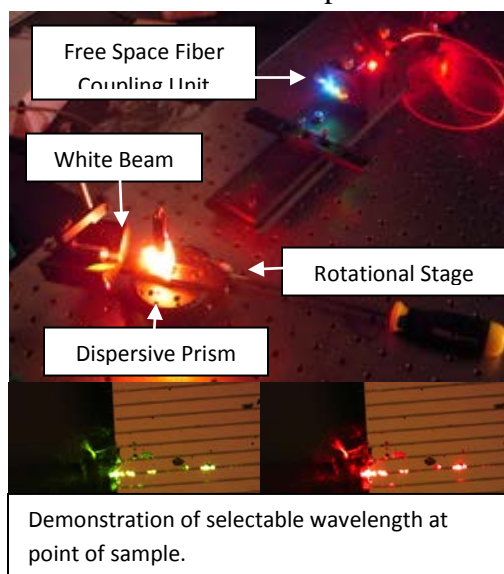 Free Space Fiber
Coupling Unit
White Beam
Rotational Stage
Dispersive Prism
Demonstration of selectable wavelength at
point of sample.